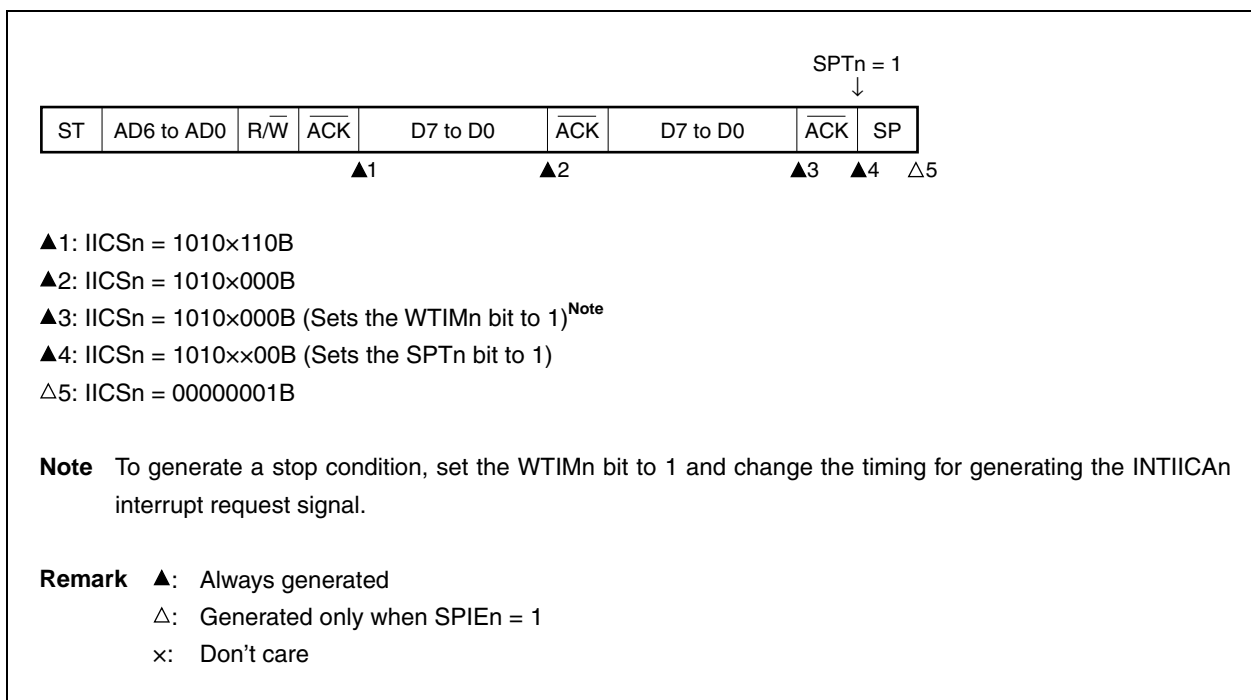 SPTn = 1
↓
ST AD6 to AD0 R/W̅ A̅C̅K̅ D7 to D0 A̅C̅K̅ D7 to D0 A̅C̅K̅ SP
▲1 ▲2 ▲3 ▲4 △5
▲1: IICSn = 1010×110B
▲2: IICSn = 1010×000B
▲3: IICSn = 1010×000B (Sets the WTIMn bit to 1)Note
▲4: IICSn = 1010××00B (Sets the SPTn bit to 1)
△5: IICSn = 00000001B
Note To generate a stop condition, set the WTIMn bit to 1 and change the timing for generating the INTIICAn
interrupt request signal.
Remark ▲: Always generated
△: Generated only when SPIEn = 1
×: Don't care